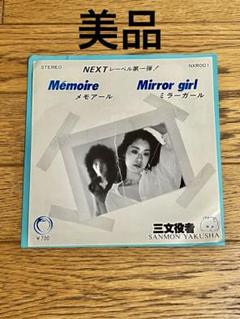 美品
STEREO
NXR001
NEXTレーベル第一弾!
Mémoire
メモアール
Mirror girl
ミラーガール
三文役者
SANMON YAKUSHA
¥700